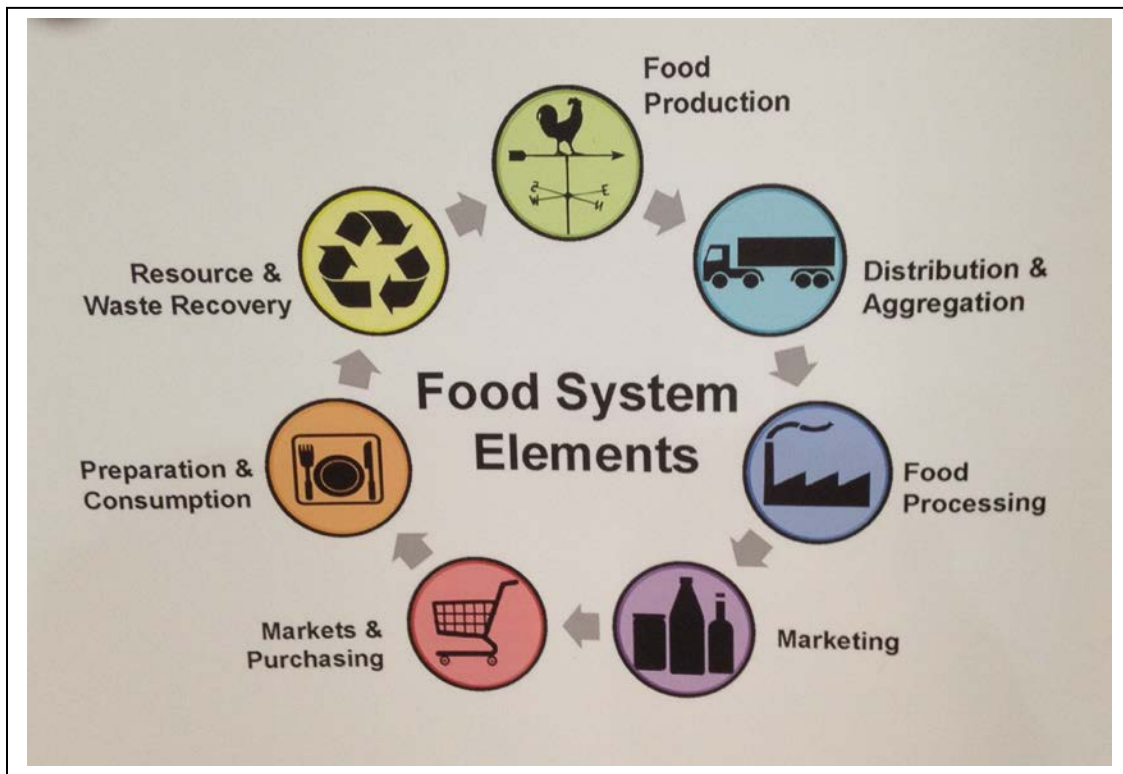 Food
Production
Distribution &
Aggregation
Food
Processing
Marketing
Markets &
Purchasing
Preparation &
Consumption
Resource &
Waste Recovery
Food System
Elements
S
E
W
N